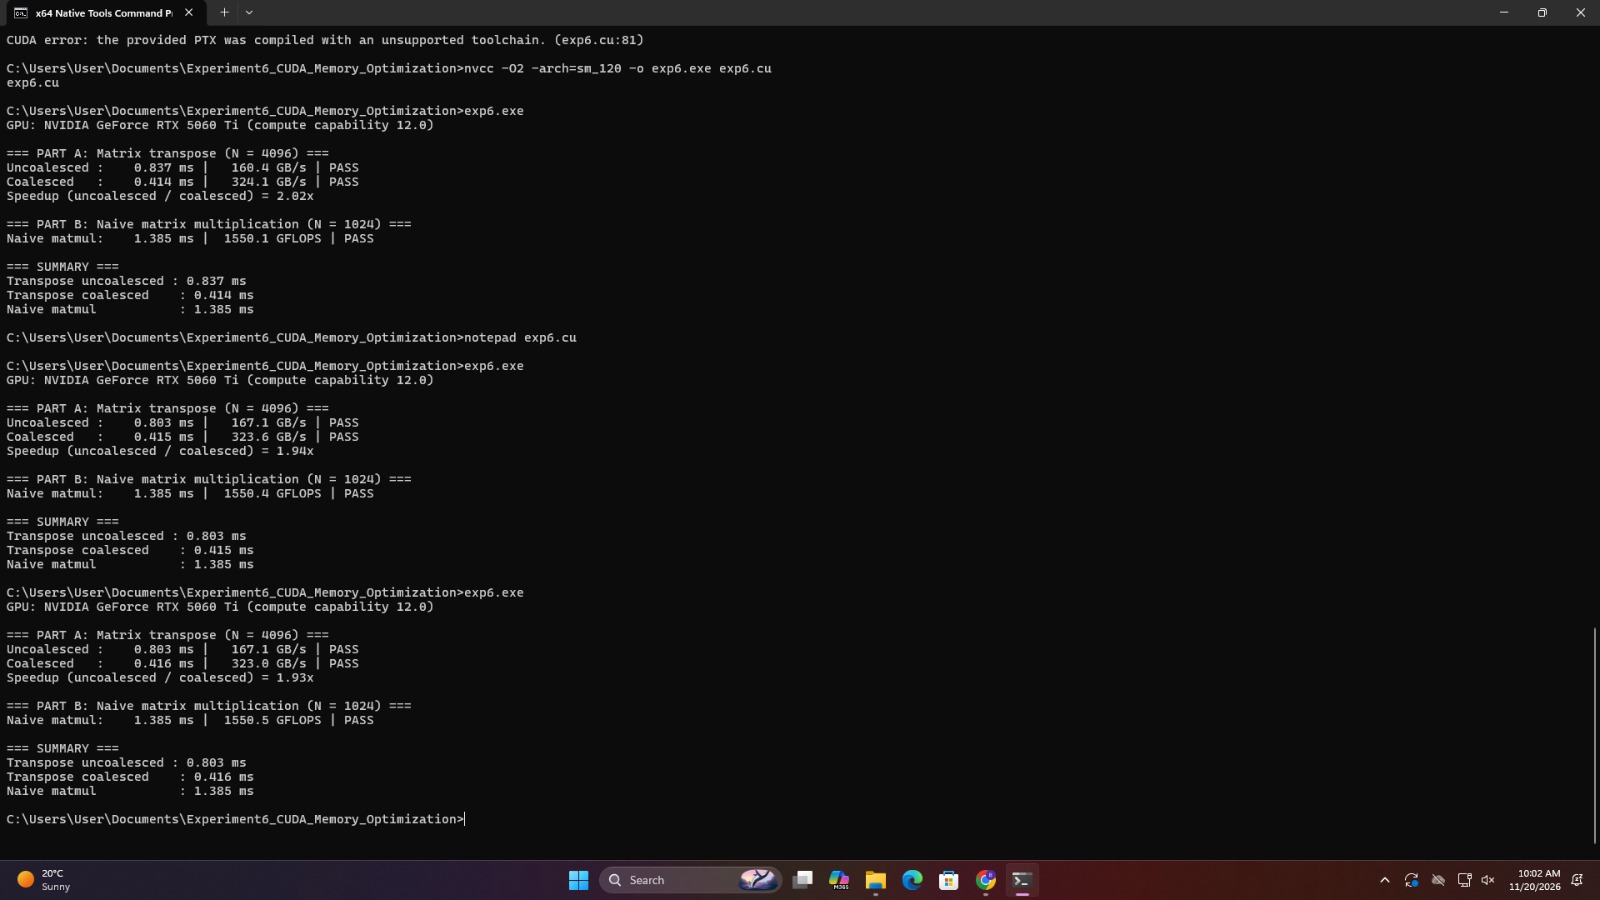 x64 Native Tools Command P
CUDA error: the provided PTX was compiled with an unsupported toolchain. (exp6.cu:81)
C:\Users\User\Documents\Experiment6_CUDA_Memory_Optimization>nvcc -O2 -arch=sm_120 -o exp6.exe exp6.cu
exp6.cu
C:\Users\User\Documents\Experiment6_CUDA_Memory_Optimization>exp6.exe
GPU: NVIDIA GeForce RTX 5060 Ti (compute capability 12.0)
=== PART A: Matrix transpose (N = 4096) ===
Uncoalesced :    0.837 ms |   160.4 GB/s | PASS
Coalesced   :    0.414 ms |   324.1 GB/s | PASS
Speedup (uncoalesced / coalesced) = 2.02x
=== PART B: Naive matrix multiplication (N = 1024) ===
Naive matmul:    1.385 ms |  1550.1 GFLOPS | PASS
=== SUMMARY ===
Transpose uncoalesced : 0.837 ms
Transpose coalesced    : 0.414 ms
Naive matmul           : 1.385 ms
C:\Users\User\Documents\Experiment6_CUDA_Memory_Optimization>notepad exp6.cu
C:\Users\User\Documents\Experiment6_CUDA_Memory_Optimization>exp6.exe
GPU: NVIDIA GeForce RTX 5060 Ti (compute capability 12.0)
=== PART A: Matrix transpose (N = 4096) ===
Uncoalesced :    0.803 ms |   167.1 GB/s | PASS
Coalesced   :    0.415 ms |   323.6 GB/s | PASS
Speedup (uncoalesced / coalesced) = 1.94x
=== PART B: Naive matrix multiplication (N = 1024) ===
Naive matmul:    1.385 ms |  1550.4 GFLOPS | PASS
=== SUMMARY ===
Transpose uncoalesced : 0.803 ms
Transpose coalesced    : 0.415 ms
Naive matmul           : 1.385 ms
C:\Users\User\Documents\Experiment6_CUDA_Memory_Optimization>exp6.exe
GPU: NVIDIA GeForce RTX 5060 Ti (compute capability 12.0)
=== PART A: Matrix transpose (N = 4096) ===
Uncoalesced :    0.803 ms |   167.1 GB/s | PASS
Coalesced   :    0.416 ms |   323.0 GB/s | PASS
Speedup (uncoalesced / coalesced) = 1.93x
=== PART B: Naive matrix multiplication (N = 1024) ===
Naive matmul:    1.385 ms |  1550.5 GFLOPS | PASS
=== SUMMARY ===
Transpose uncoalesced : 0.803 ms
Transpose coalesced    : 0.416 ms
Naive matmul           : 1.385 ms
C:\Users\User\Documents\Experiment6_CUDA_Memory_Optimization>
20°C
Sunny
Search
M365
10:02 AM
11/20/2026